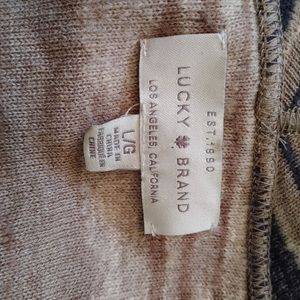 EST. 1990
LUCKY BRAND
LOS ANGELES, CALIFORNIA
L/G
MADE IN
CHINA
FABRIQUÉ EN
CHINE